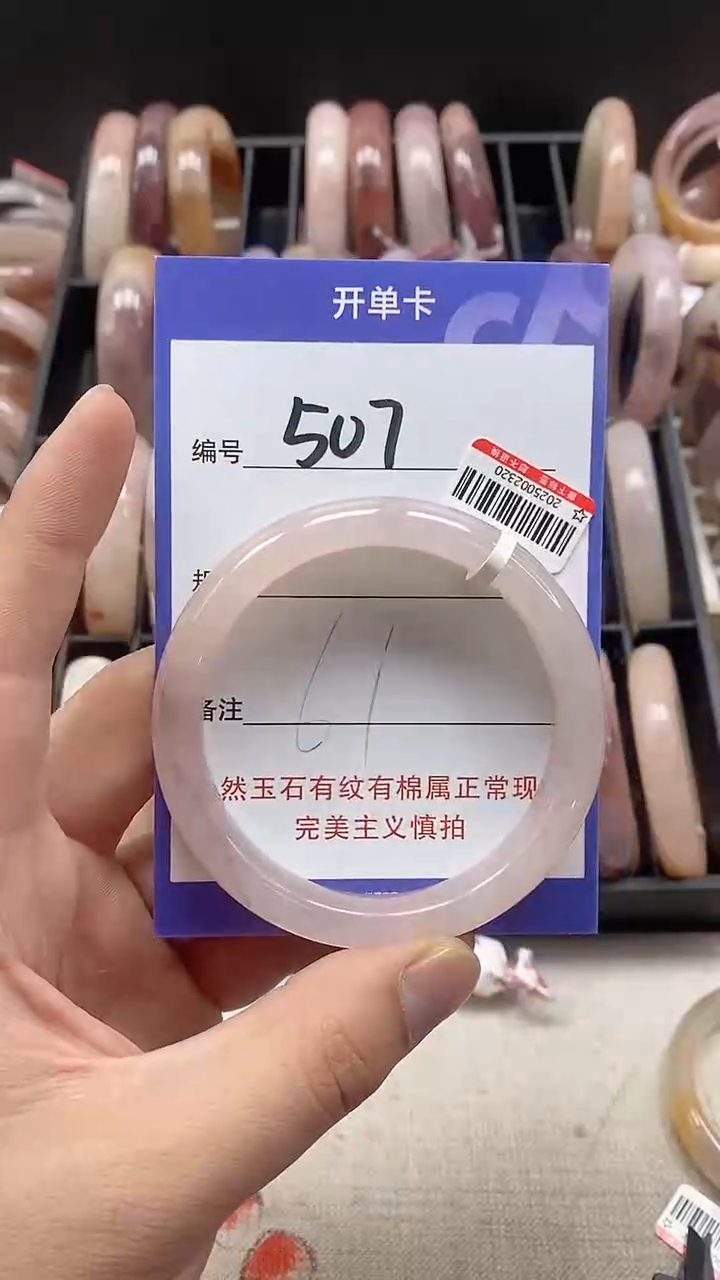 开单卡
编号 507
2025002320
备注
然玉石有纹有棉属正常现
完美主义慎拍